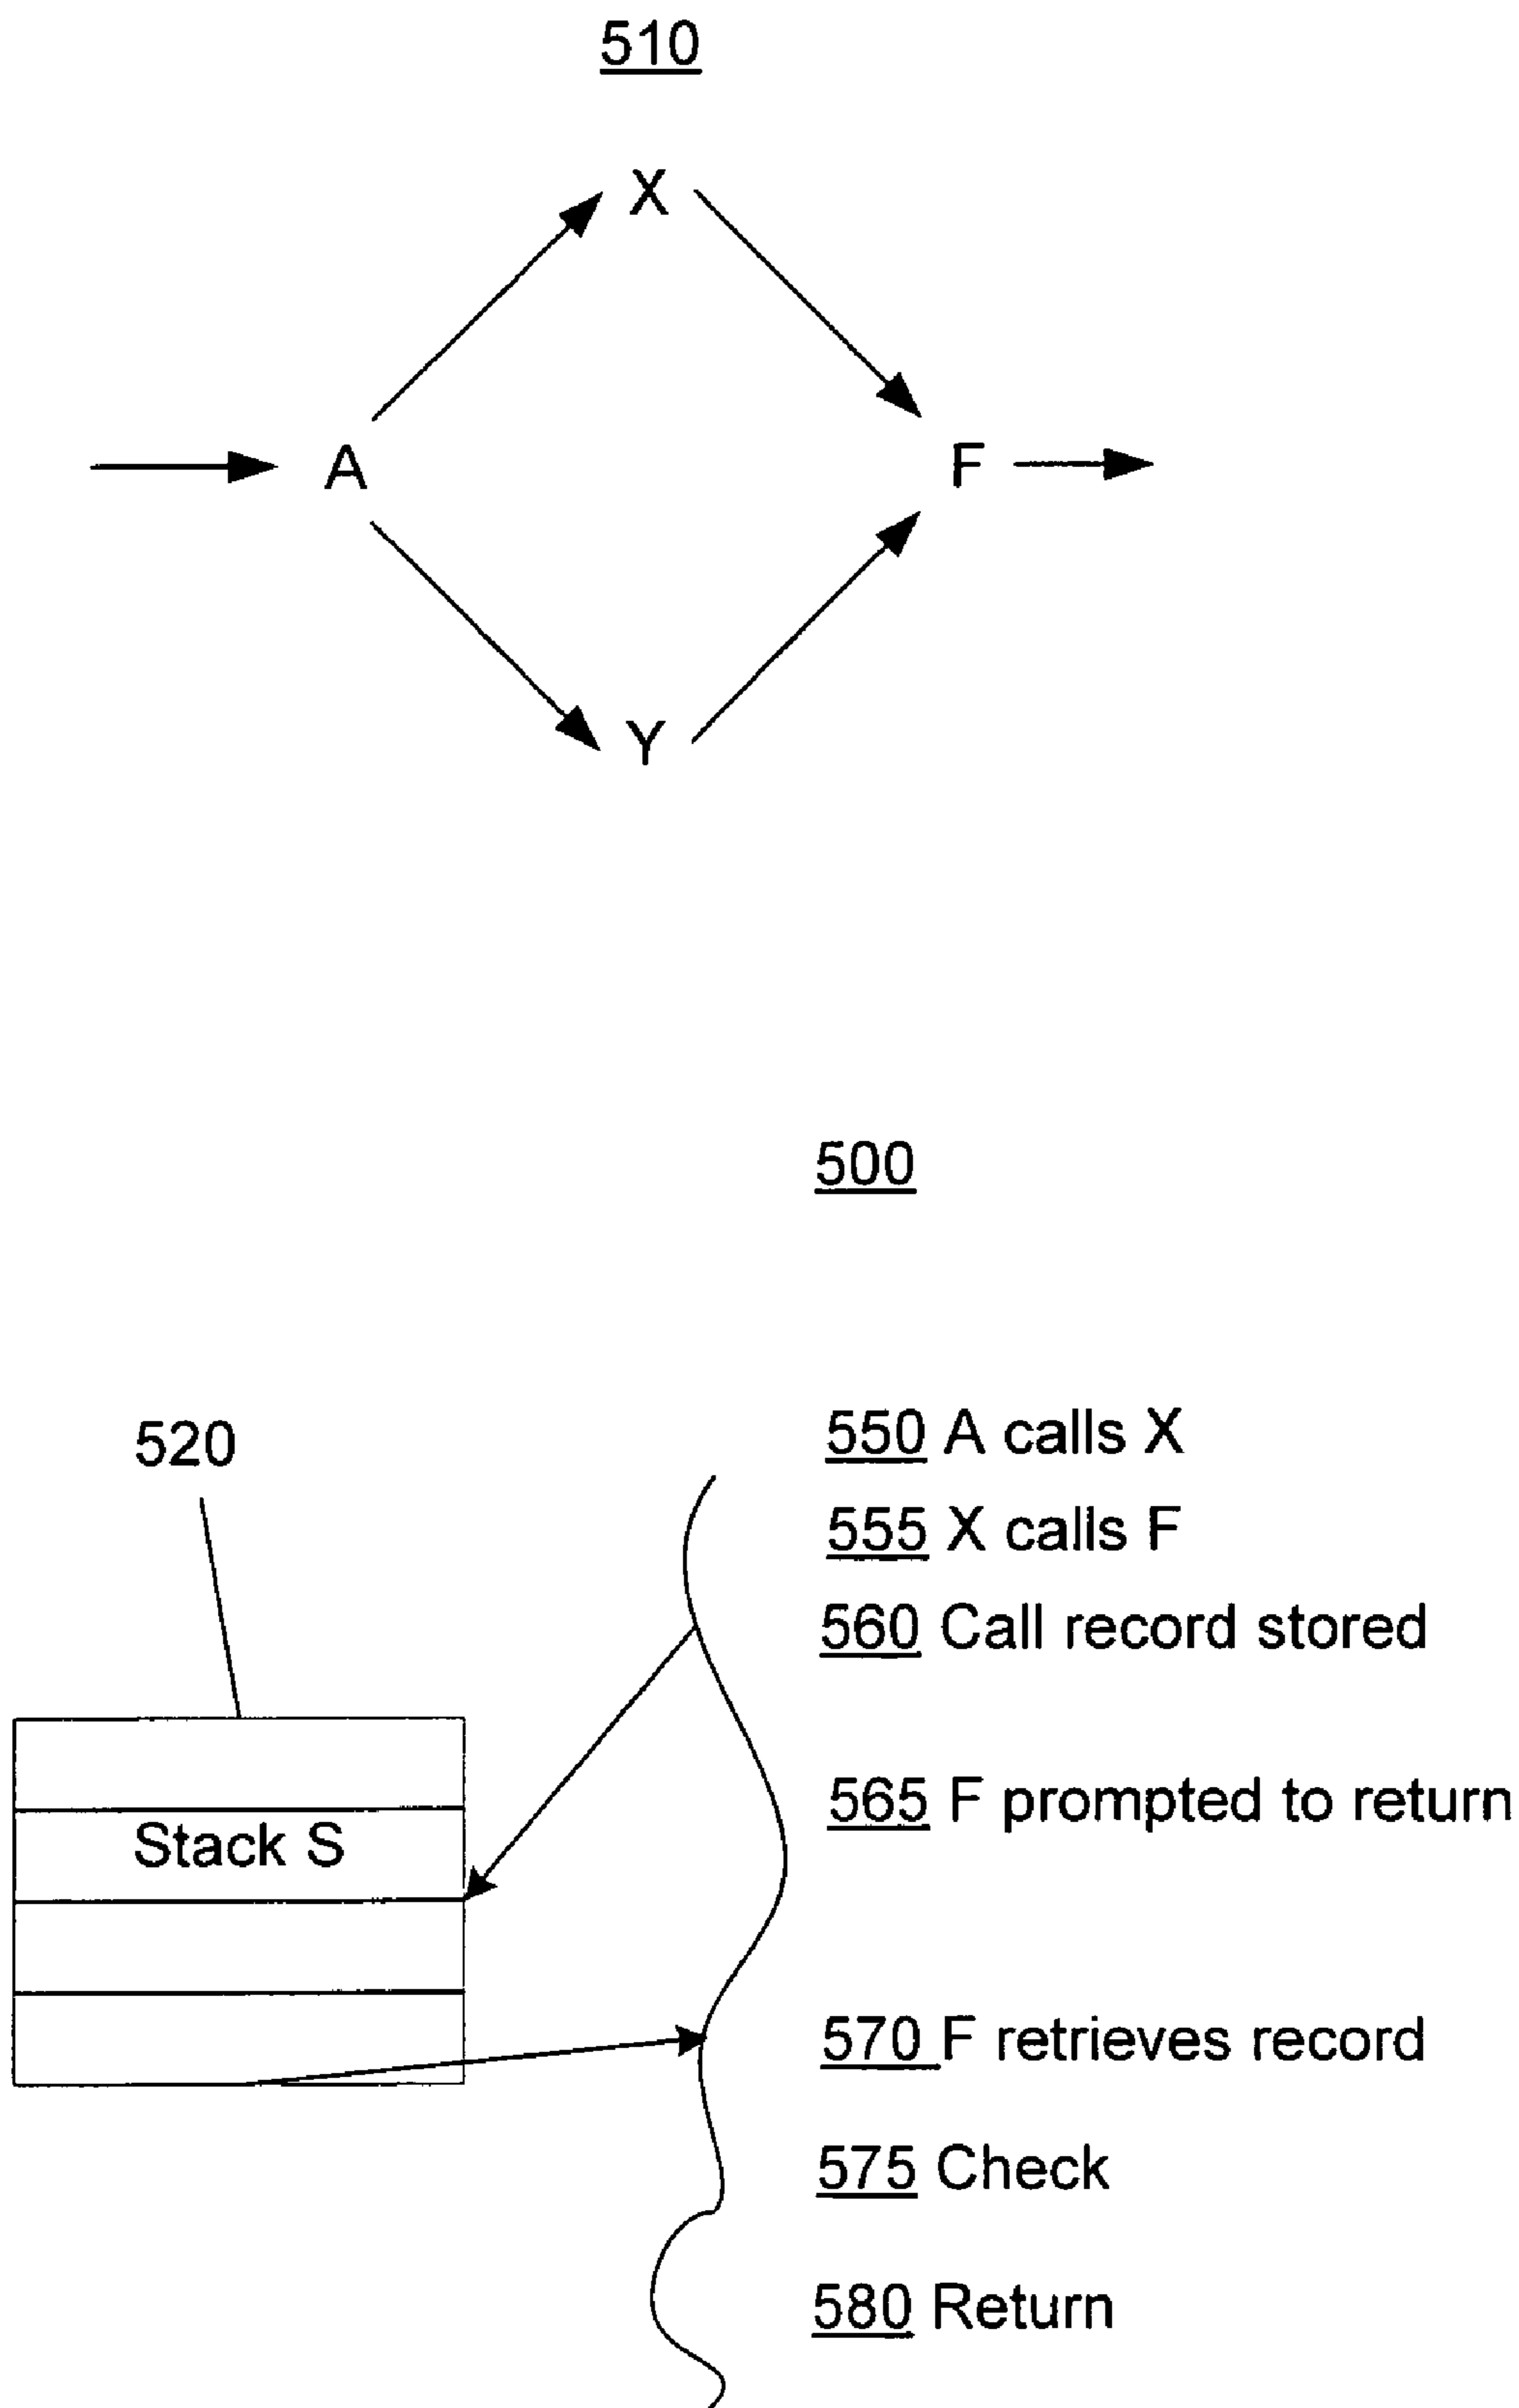 510
X
A
F
Y
500
520
550 A calls X
555 X calls F
560 Call record stored
565 F prompted to return
Stack S
570 F retrieves record
575 Check
580 Return